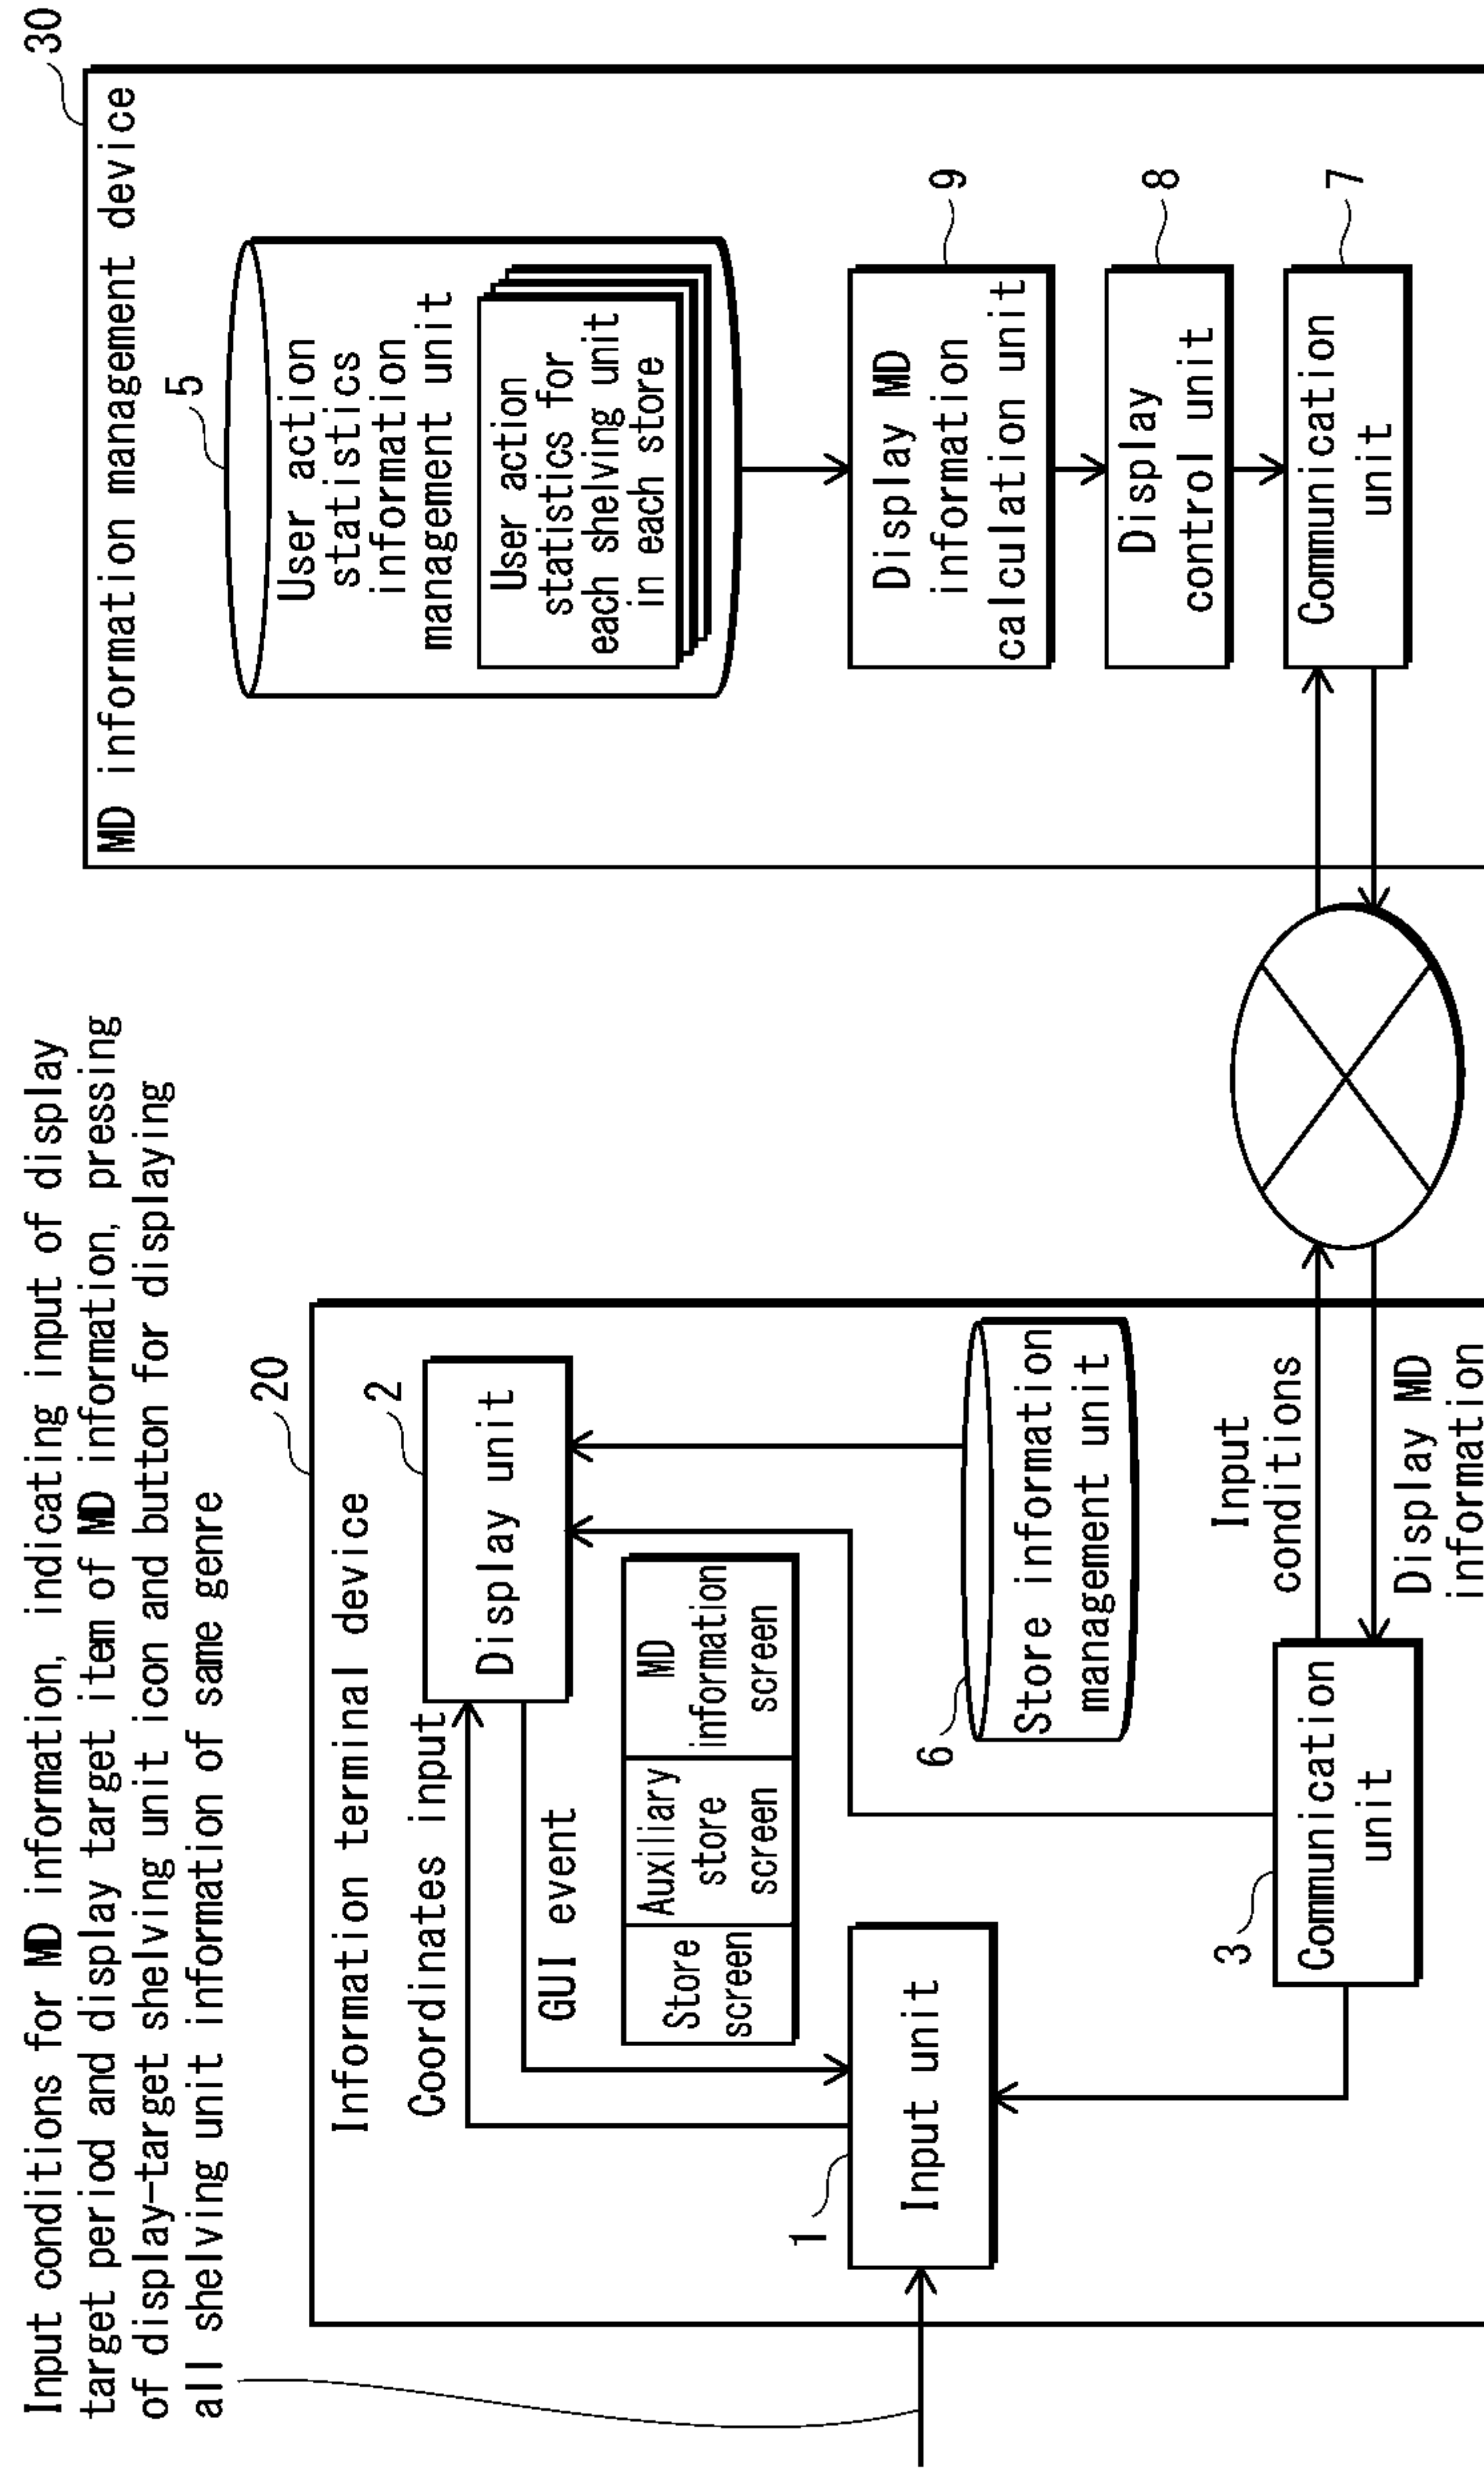 Input conditions for MD information, indicating input of display
target period and display target item of MD information, pressing
of display-target shelving unit icon and button for displaying
all shelving unit information of same genre
20
Information terminal device
Coordinates input
2
Display unit
GUI event
Store
screen
Auxiliary
store
screen
MD
information
screen
1
Input unit
6
Store information
management unit
3
Communication
unit
Input
conditions
Display MD
information
30
MD information management device
5
User action
statistics
information
management unit
User action
statistics for
each shelving unit
in each store
9
Display MD
information
calculation unit
8
Display
control unit
7
Communication
unit